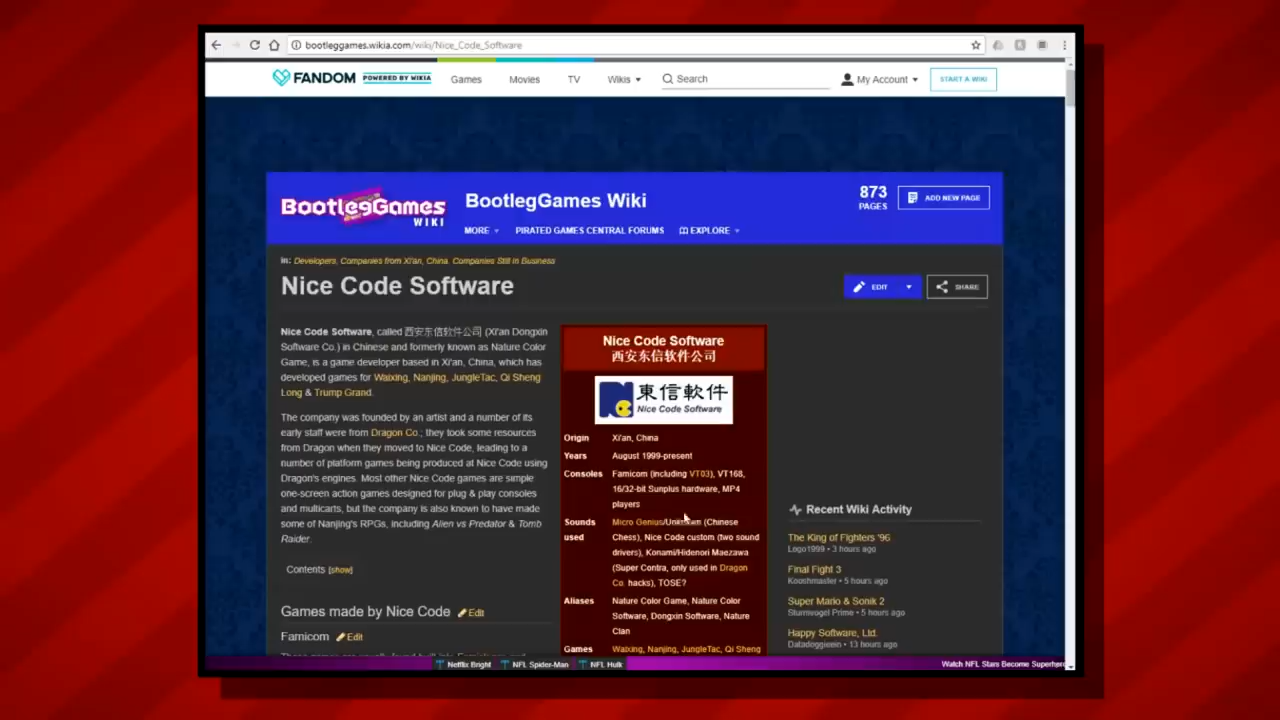 bootleggames.wikia.com/wiki/Nice_Code_Software
FANDOM POWERED BY WIKIA
Games Movies TV Wikis Search My Account START A WIKI
BootlegGames WIKI
BootlegGames Wiki
873 PAGES
ADD NEW PAGE
MORE PIRATED GAMES CENTRAL FORUMS EXPLORE
in: Developers, Companies from Xi'an, China, Companies Still in Business
Nice Code Software
EDIT SHARE
Nice Code Software, called 西安东信软件公司 (Xi'an Dongxin
Software Co.) in Chinese and formerly known as Nature Color
Game, is a game developer based in Xi'an, China, which has
developed games for Waixing, Nanjing, JungleTac, Qi Sheng
Long & Trump Grand.
The company was founded by an artist and a number of its
early staff were from Dragon Co.; they took some resources
from Dragon when they moved to Nice Code, leading to a
number of platform games being produced at Nice Code using
Dragon's engines. Most other Nice Code games are simple
one-screen action games designed for plug & play consoles
and multicarts, but the company is also known to have made
some of Nanjing's RPGs, including Alien vs Predator & Tomb
Raider.
Contents [show]
Games made by Nice Code Edit
Famicom Edit
Nice Code Software
西安东信软件公司
東信軟件
Nice Code Software
Origin Xi'an, China
Years August 1999-present
Consoles Famicom (including VT03), VT168,
16/32-bit Sunplus hardware, MP4
players
Sounds used Micro Genius/Unknown (Chinese
Chess), Nice Code custom (two sound
drivers), Konami/Hidenori Maezawa
(Super Contra, only used in Dragon
Co. hacks), TOSE?
Aliases Nature Color Game, Nature Color
Software, Dongxin Software, Nature
Clan
Games Waixing, Nanjing, JungleTac, Qi Sheng
Recent Wiki Activity
The King of Fighters '96
Logo1999 • 3 hours ago
Final Fight 3
Kooshmaster • 5 hours ago
Super Mario & Sonik 2
Sturmvogel Prime • 5 hours ago
Happy Software, Ltd.
Datadoggieein • 13 hours ago
Netflix Bright NFL Spider-Man NFL Hulk
Watch NFL Stars Become Superhero